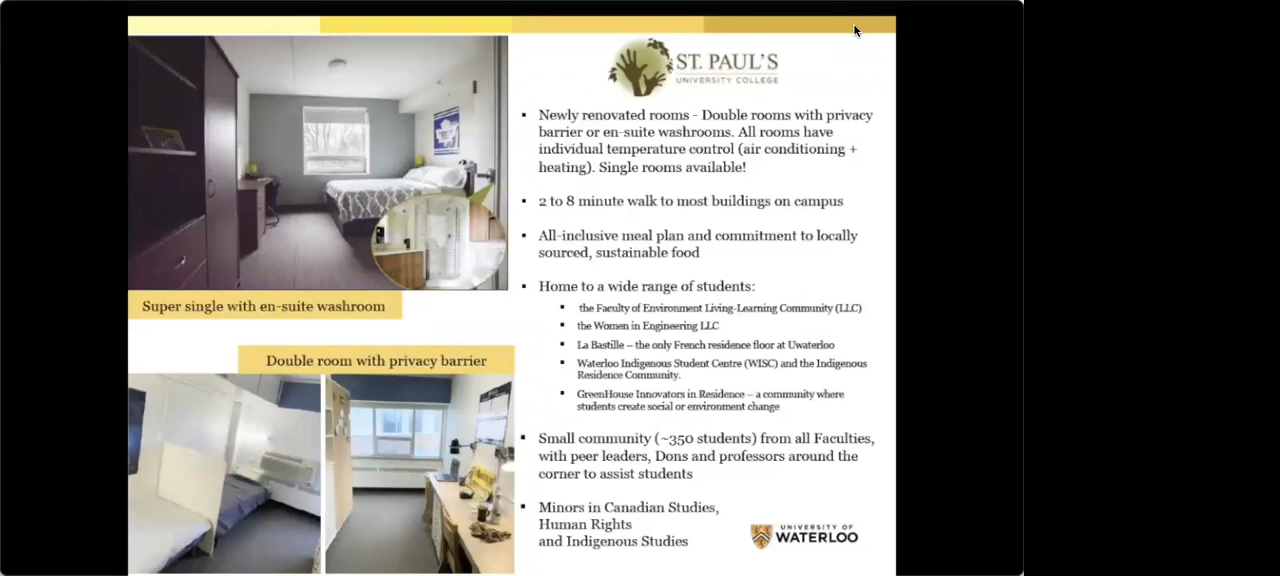 ST. PAUL'S
UNIVERSITY COLLEGE
▪ Newly renovated rooms - Double rooms with privacy
barrier or en-suite washrooms. All rooms have
individual temperature control (air conditioning +
heating). Single rooms available!
▪ 2 to 8 minute walk to most buildings on campus
▪ All-inclusive meal plan and commitment to locally
sourced, sustainable food
▪ Home to a wide range of students:
▪ the Faculty of Environment Living-Learning Community (LLC)
▪ the Women in Engineering LLC
▪ La Bastille – the only French residence floor at Uwaterloo
▪ Waterloo Indigenous Student Centre (WISC) and the Indigenous
Residence Community.
▪ GreenHouse Innovators in Residence – a community where
students create social or environment change
▪ Small community (~350 students) from all Faculties,
with peer leaders, Dons and professors around the
corner to assist students
▪ Minors in Canadian Studies,
Human Rights
and Indigenous Studies
Super single with en-suite washroom
Double room with privacy barrier
UNIVERSITY OF
WATERLOO